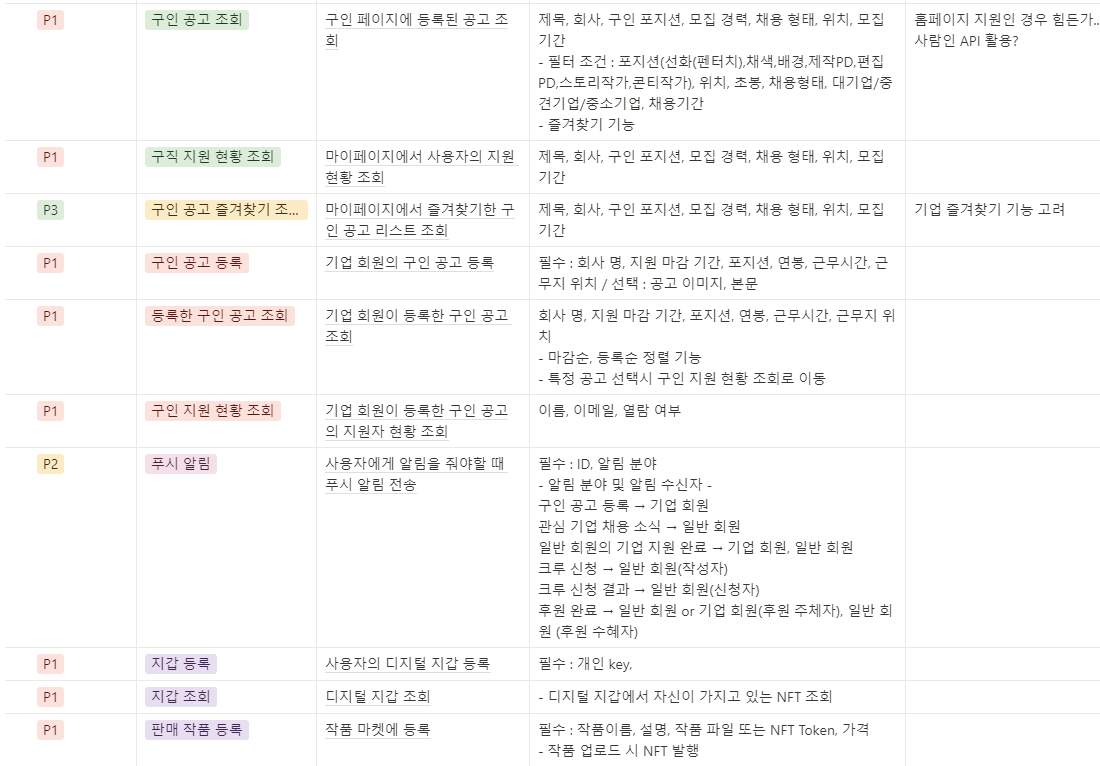 P1
구인 공고 조회
구인 페이지에 등록된 공고 조
회
제목, 회사, 구인 포지션, 모집 경력, 채용 형태, 위치, 모집
기간
- 필터 조건 : 포지션(선화(펜터치),채색,배경,제작PD,편집
PD,스토리작가,콘티작가), 위치, 초봉, 채용형태, 대기업/중
견기업/중소기업, 채용기간
- 즐겨찾기 기능
홈페이지 지원인 경우 힘든가..
사람인 API 활용?
P1
구직 지원 현황 조회
마이페이지에서 사용자의 지원
현황 조회
제목, 회사, 구인 포지션, 모집 경력, 채용 형태, 위치, 모집
기간
P3
구인 공고 즐겨찾기 조...
마이페이지에서 즐겨찾기한 구
인 공고 리스트 조회
제목, 회사, 구인 포지션, 모집 경력, 채용 형태, 위치, 모집
기간
기업 즐겨찾기 기능 고려
P1
구인 공고 등록
기업 회원의 구인 공고 등록
필수 : 회사 명, 지원 마감 기간, 포지션, 연봉, 근무시간, 근
무지 위치 / 선택 : 공고 이미지, 본문
P1
등록한 구인 공고 조회
기업 회원이 등록한 구인 공고
조회
회사 명, 지원 마감 기간, 포지션, 연봉, 근무시간, 근무지 위
치
- 마감순, 등록순 정렬 기능
- 특정 공고 선택시 구인 지원 현황 조회로 이동
P1
구인 지원 현황 조회
기업 회원이 등록한 구인 공고
의 지원자 현황 조회
이름, 이메일, 열람 여부
P2
푸시 알림
사용자에게 알림을 줘야할 때
푸시 알림 전송
필수 : ID, 알림 분야
- 알림 분야 및 알림 수신자 -
구인 공고 등록 → 기업 회원
관심 기업 채용 소식 → 일반 회원
일반 회원의 기업 지원 완료 → 기업 회원, 일반 회원
크루 신청 → 일반 회원(작성자)
크루 신청 결과 → 일반 회원(신청자)
후원 완료 → 일반 회원 or 기업 회원(후원 주체자), 일반 회
원 (후원 수혜자)
P1
지갑 등록
사용자의 디지털 지갑 등록
필수 : 개인 key,
P1
지갑 조회
디지털 지갑 조회
- 디지털 지갑에서 자신이 가지고 있는 NFT 조회
P1
판매 작품 등록
작품 마켓에 등록
필수 : 작품이름, 설명, 작품 파일 또는 NFT Token, 가격
- 작품 업로드 시 NFT 발행